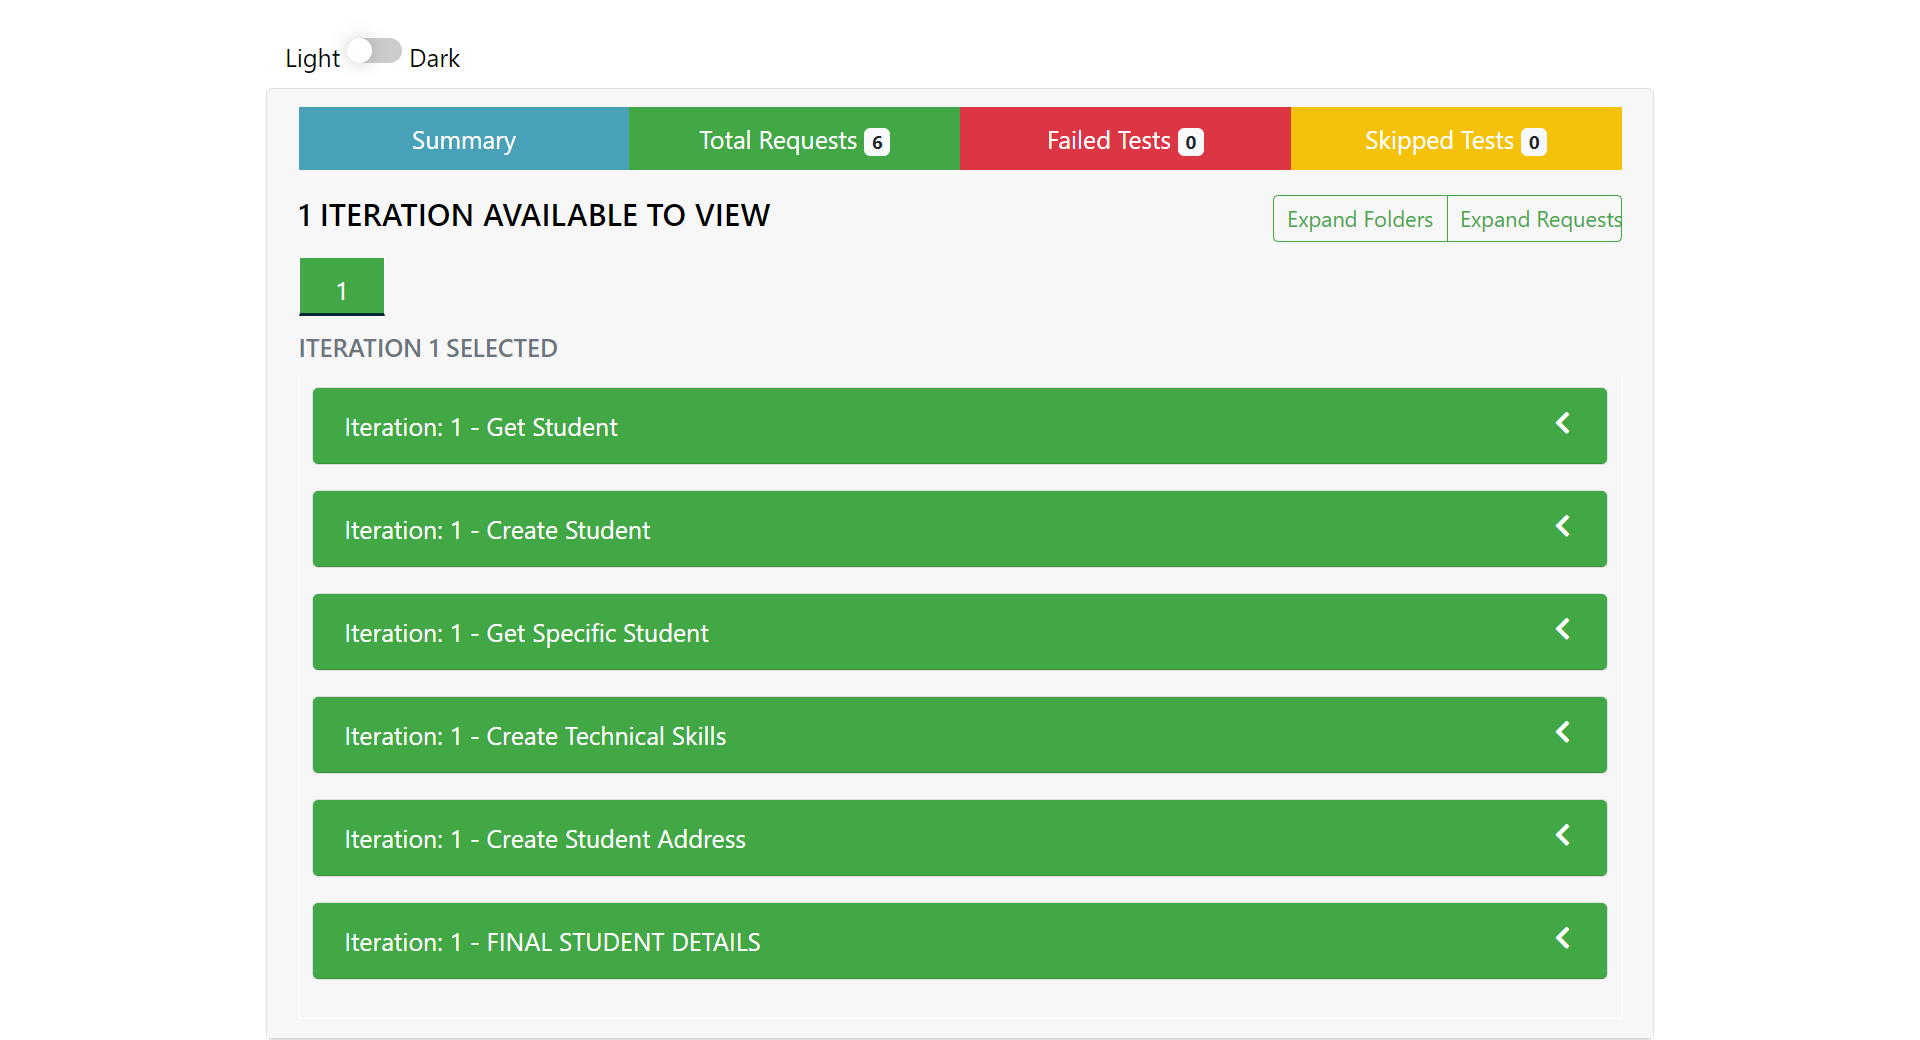 Light Dark
Summary Total Requests 6 Failed Tests 0 Skipped Tests 0
1 ITERATION AVAILABLE TO VIEW Expand Folders Expand Requests
1
ITERATION 1 SELECTED
Iteration: 1 - Get Student
Iteration: 1 - Create Student
Iteration: 1 - Get Specific Student
Iteration: 1 - Create Technical Skills
Iteration: 1 - Create Student Address
Iteration: 1 - FINAL STUDENT DETAILS